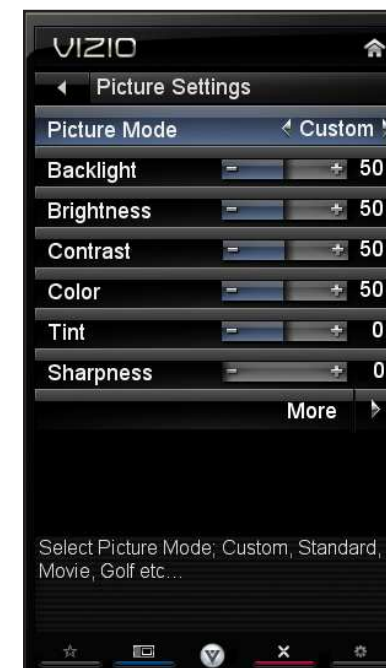 VIZIO
Picture Settings
Picture Mode Custom
Backlight - + 50
Brightness - + 50
Contrast - + 50
Color - + 50
Tint - + 0
Sharpness - + 0
More
Select Picture Mode; Custom, Standard,
Movie, Golf etc...
V